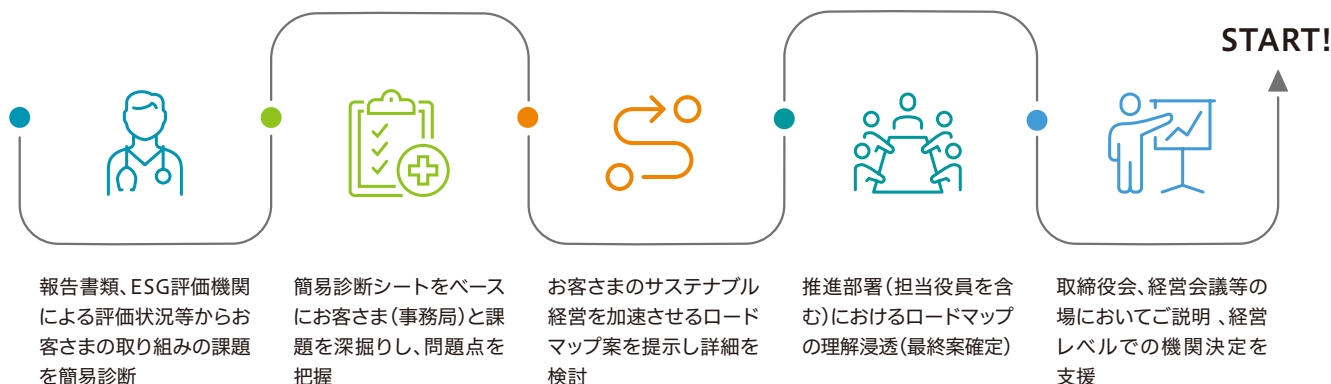 START!
報告書類、ESG評価機関
による評価状況等からお
客さまの取り組みの課題
を簡易診断
簡易診断シートをベース
にお客さま(事務局)と課
題を深掘りし、問題点を
把握
お客さまのサステナブル
経営を加速させるロード
マップ案を提示し詳細を
検討
推進部署(担当役員を含
む)におけるロードマップ
の理解浸透(最終案確定)
取締役会、経営会議等の
場においてご説明 、経営
レベルでの機関決定を
支援